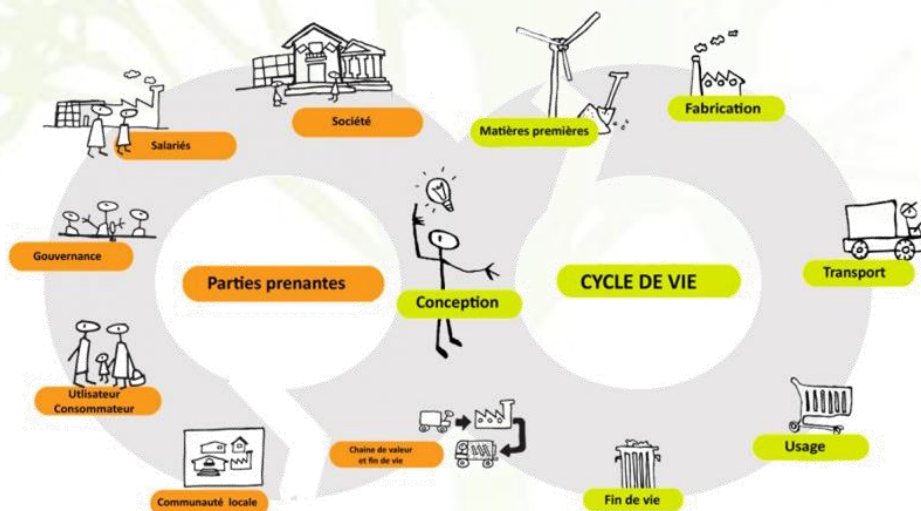 Société
Salariés
Gouvernance
Parties prenantes
Utlisateur
Consommateur
Communauté locale
Chaine de valeur
et fin de vie
Conception
CYCLE DE VIE
Matières premières
Fabrication
Transport
Usage
Fin de vie